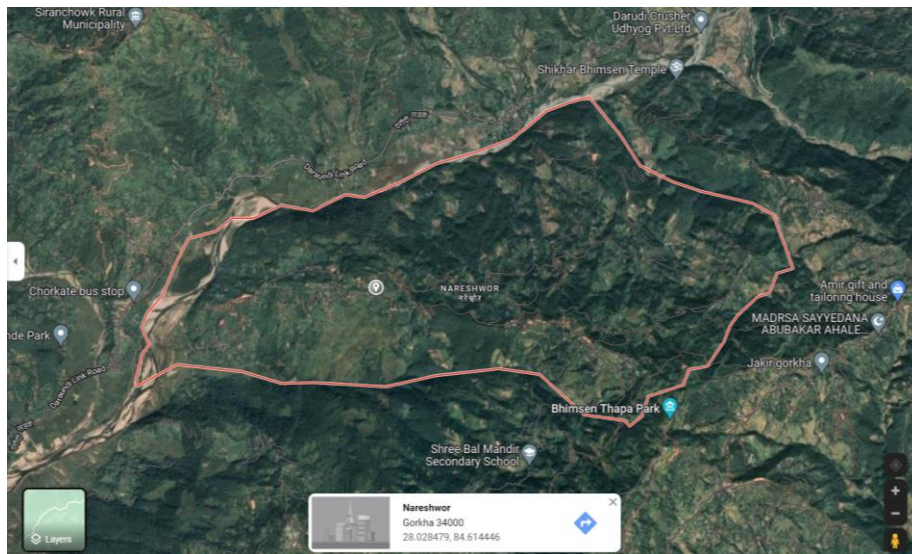 Siranchowk Rural
Municipality
Darudi Crusher
Udhyog Pvt.Ltd
Shikhar Bhimsen Temple
Daraundi Link Road
Chorkate bus stop
NARESHWOR
नरेश्वोर
Amir gift and
tailoring house
MADRSA SAYYEDANA
ABUBAKAR AHALE...
nde Park
Jakir gorkha
Daraundi Link Road
Bhimsen Thapa Park
Shree Bal Mandir
Secondary School
Layers
Nareshwor
Gorkha 34000
28.028479, 84.614446